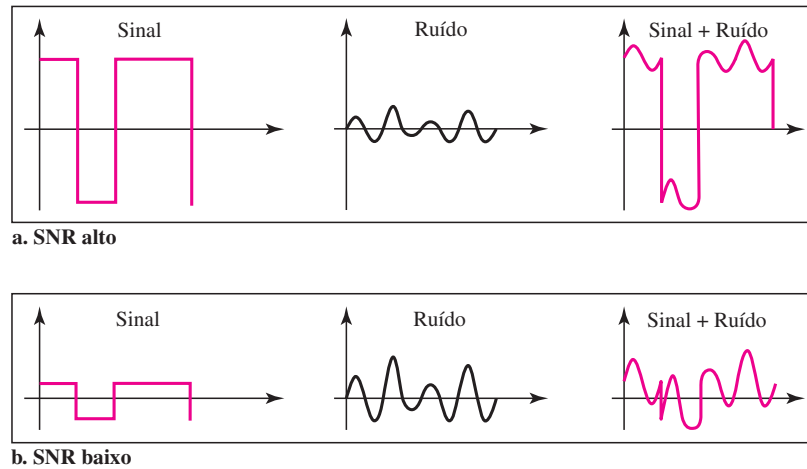 Sinal
Ruído
Sinal + Ruído
a. SNR alto
Sinal
Ruído
Sinal + Ruído
b. SNR baixo